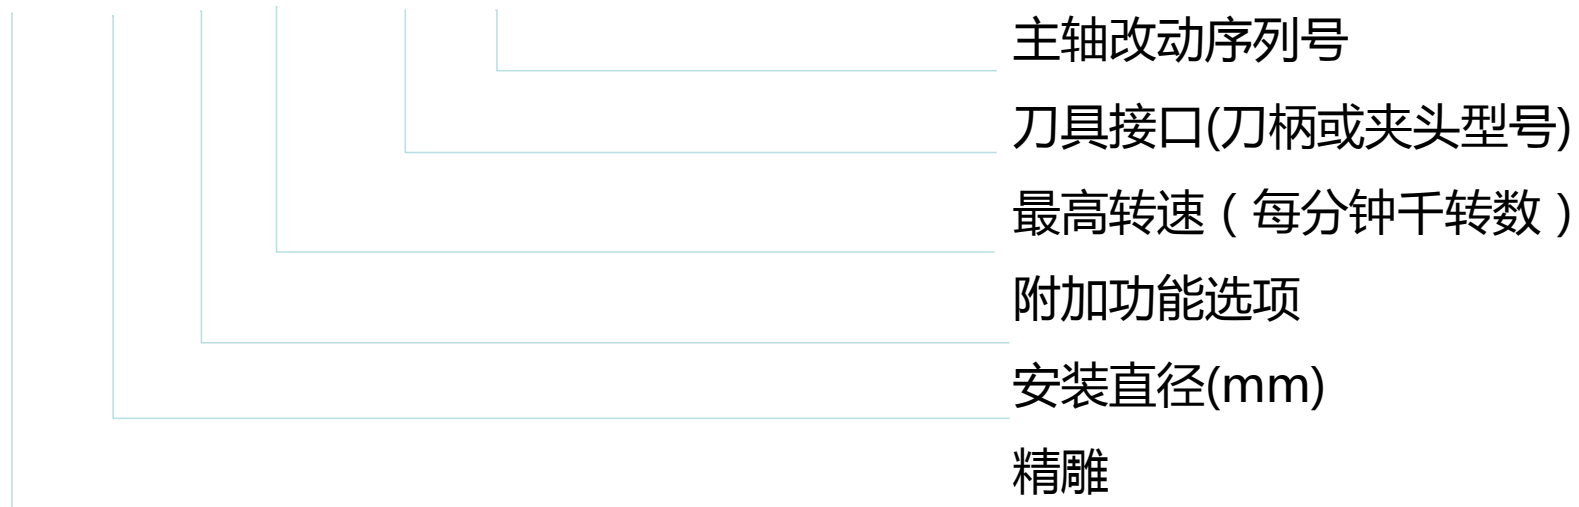 主轴改动序列号
刀具接口(刀柄或夹头型号)
最高转速（每分钟千转数）
附加功能选项
安装直径(mm)
精雕